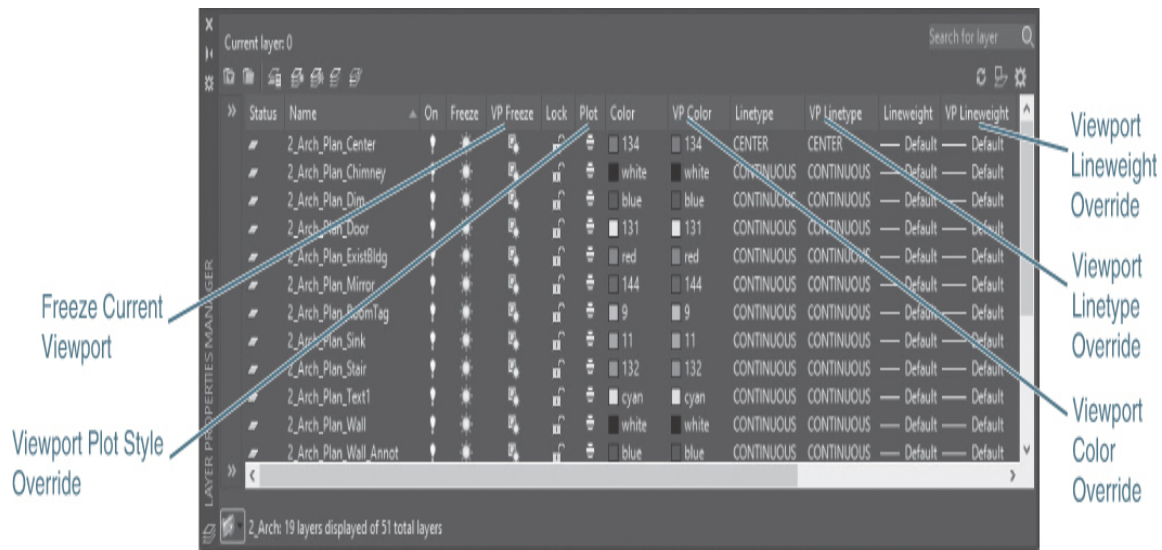 Current layer: 0
Search for layer
Status Name On Freeze VP Freeze Lock Plot Color VP Color Linetype VP Linetype Lineweight VP Lineweight
2_Arch_Plan_Center 134 134 CENTER CENTER Default Default
2_Arch_Plan_Chimney white white CONTINUOUS CONTINUOUS Default Default
2_Arch_Plan_Dim blue blue CONTINUOUS CONTINUOUS Default Default
2_Arch_Plan_Door 131 131 CONTINUOUS CONTINUOUS Default Default
2_Arch_Plan_ExistBldg red red CONTINUOUS CONTINUOUS Default Default
2_Arch_Plan_Mirror 144 144 CONTINUOUS CONTINUOUS Default Default
2_Arch_Plan_RoomTag 9 9 CONTINUOUS CONTINUOUS Default Default
2_Arch_Plan_Sink 11 11 CONTINUOUS CONTINUOUS Default Default
2_Arch_Plan_Stair 132 132 CONTINUOUS CONTINUOUS Default Default
2_Arch_Plan_Text1 cyan cyan CONTINUOUS CONTINUOUS Default Default
2_Arch_Plan_Wall white white CONTINUOUS CONTINUOUS Default Default
2_Arch_Plan_Wall_Annot blue blue CONTINUOUS CONTINUOUS Default Default
2_Arch: 19 layers displayed of 51 total layers
LAYER PROPERTIES MANAGER
Freeze Current
Viewport
Viewport Plot Style
Override
Viewport
Lineweight
Override
Viewport
Linetype
Override
Viewport
Color
Override